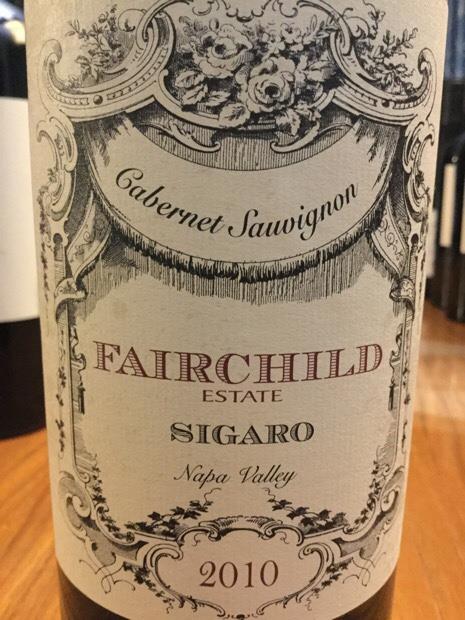 Cabernet Sauvignon
FAIRCHILD
ESTATE
SIGARO
Napa Valley
2010